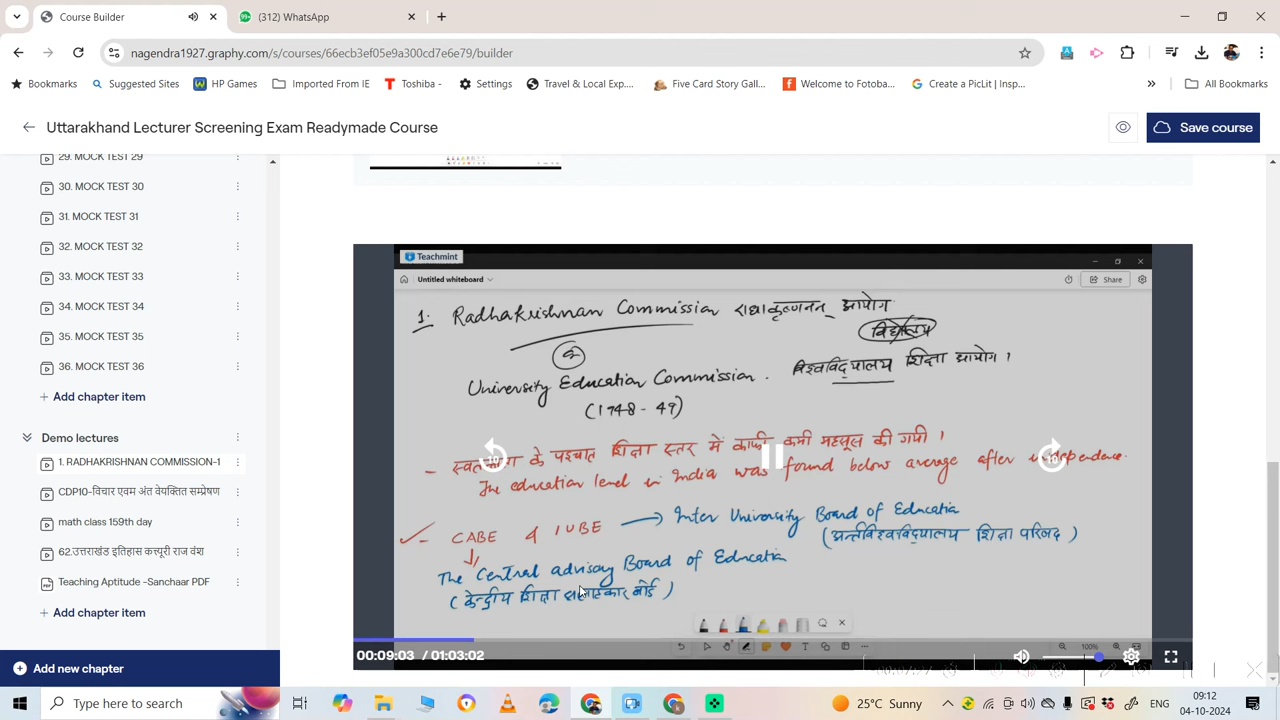 Course Builder
(312) WhatsApp
nagendra1927.graphy.com/s/courses/66ecb3ef05e9a300cd7e6e79/builder
Bookmarks
Suggested Sites
HP Games
Imported From IE
Toshiba -
Settings
Travel & Local Exp...
Five Card Story Gall...
Welcome to Fotoba...
Create a PicLit | Insp...
All Bookmarks
Uttarakhand Lecturer Screening Exam Readymade Course
Save course
29. MOCK TEST 29
30. MOCK TEST 30
31. MOCK TEST 31
32. MOCK TEST 32
33. MOCK TEST 33
34. MOCK TEST 34
35. MOCK TEST 35
36. MOCK TEST 36
Add chapter item
Demo lectures
1. RADHAKRISHNAN COMMISSION-1
CDP10-विचार एवम अंत वेयक्तित सम्प्रेषण
math class 159th day
62.उत्तराखंड इतिहास कत्यूरी राज वंश
Teaching Aptitude -Sanchaar PDF
Add chapter item
Add new chapter
Teachmint
Untitled whiteboard
Share
1. Radhakrishnan Commission राधाकृष्णनन आयोग
विद्यालय
University Education Commission. विश्वविद्यालय शिक्षा आयोग।
(1948 - 49)
- स्वतंत्रता के पश्चात शिक्षा स्तर में काफी कमी महसूस की गयी।
The education level in India was found below average after independence.
- CABE & IUBE → Inter University Board of Education
(अर्न्तविश्वविद्यालय शिक्षा परिषद)
The Central advisory Board of Education
(केन्द्रीय शिक्षा सलाहकार बोर्ड)
10
10
100%
00:09:03 / 01:03:02
Type here to search
25°C Sunny
ENG
09:12
04-10-2024